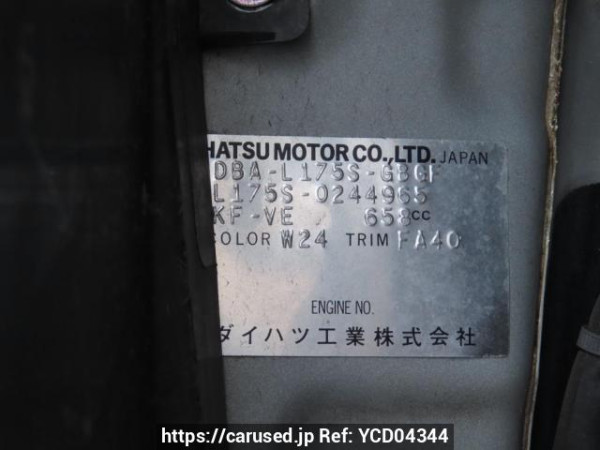 HATSU MOTOR CO., LTD. JAPAN
DBA-L175S-GBGF
L175S-0244965
KF-VE 658CC
COLOR W24 TRIM FA40
ENGINE NO.
ダイハツ工業株式会社
https://carused.jp Ref: YCD04344